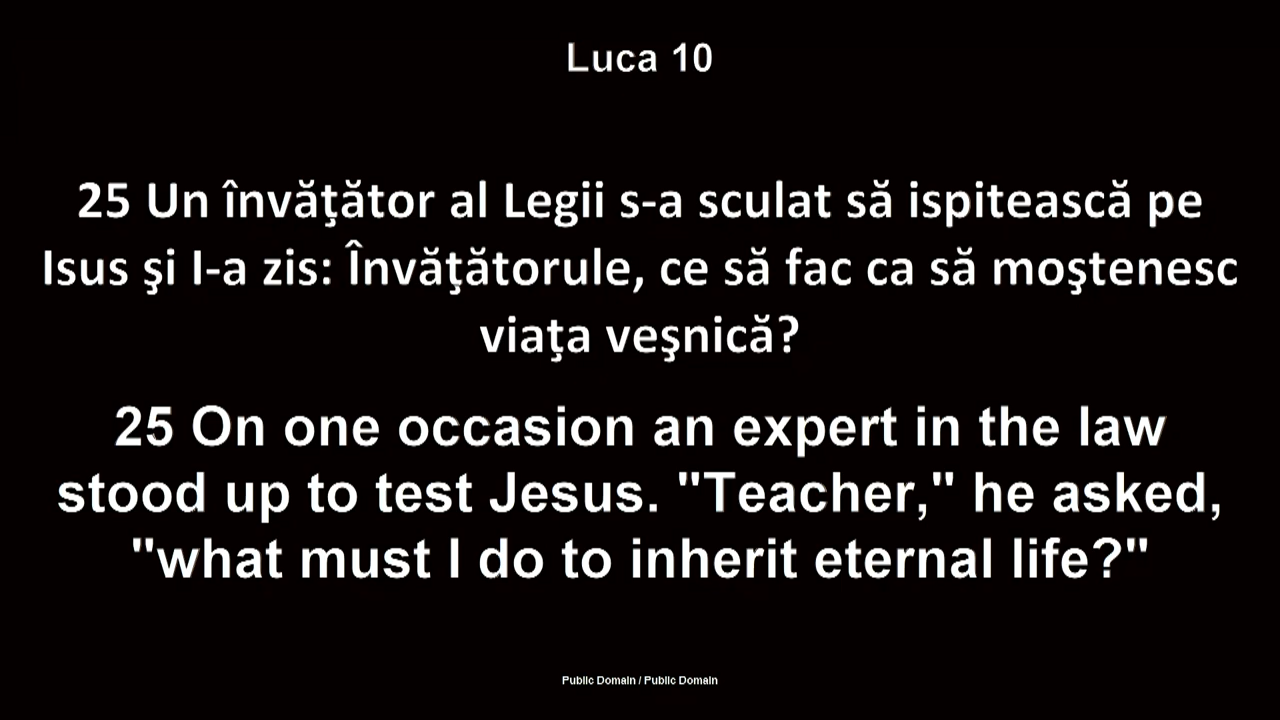 Luca 10
25 Un învăţător al Legii s-a sculat să ispitească pe
Isus şi I-a zis: Învăţătorule, ce să fac ca să moştenesc
viaţa veşnică?
25 On one occasion an expert in the law
stood up to test Jesus. "Teacher," he asked,
"what must I do to inherit eternal life?"
Public Domain / Public Domain